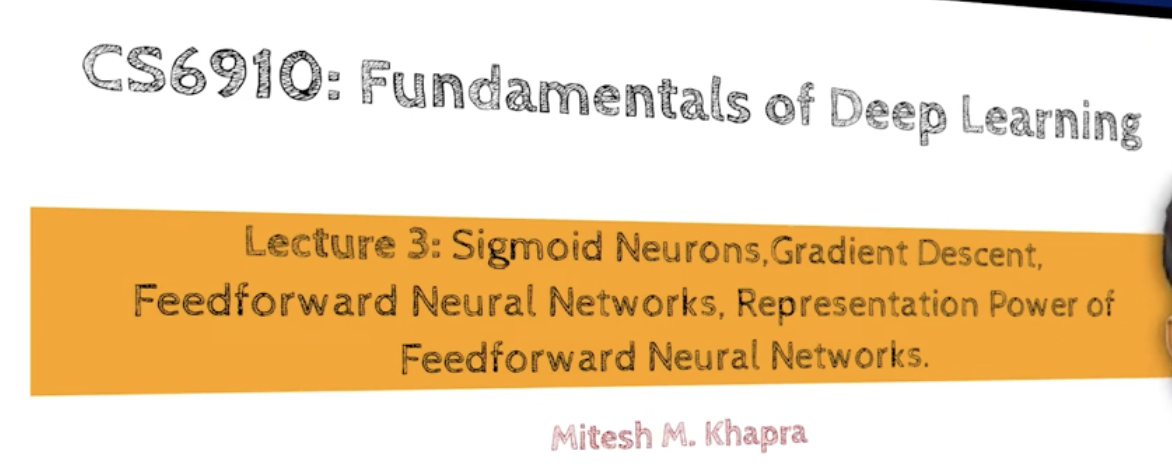 CS6910: Fundamentals of Deep Learning
Lecture 3: Sigmoid Neurons,Gradient Descent,
Feedforward Neural Networks, Representation Power of
Feedforward Neural Networks.
Mitesh M. Khapra